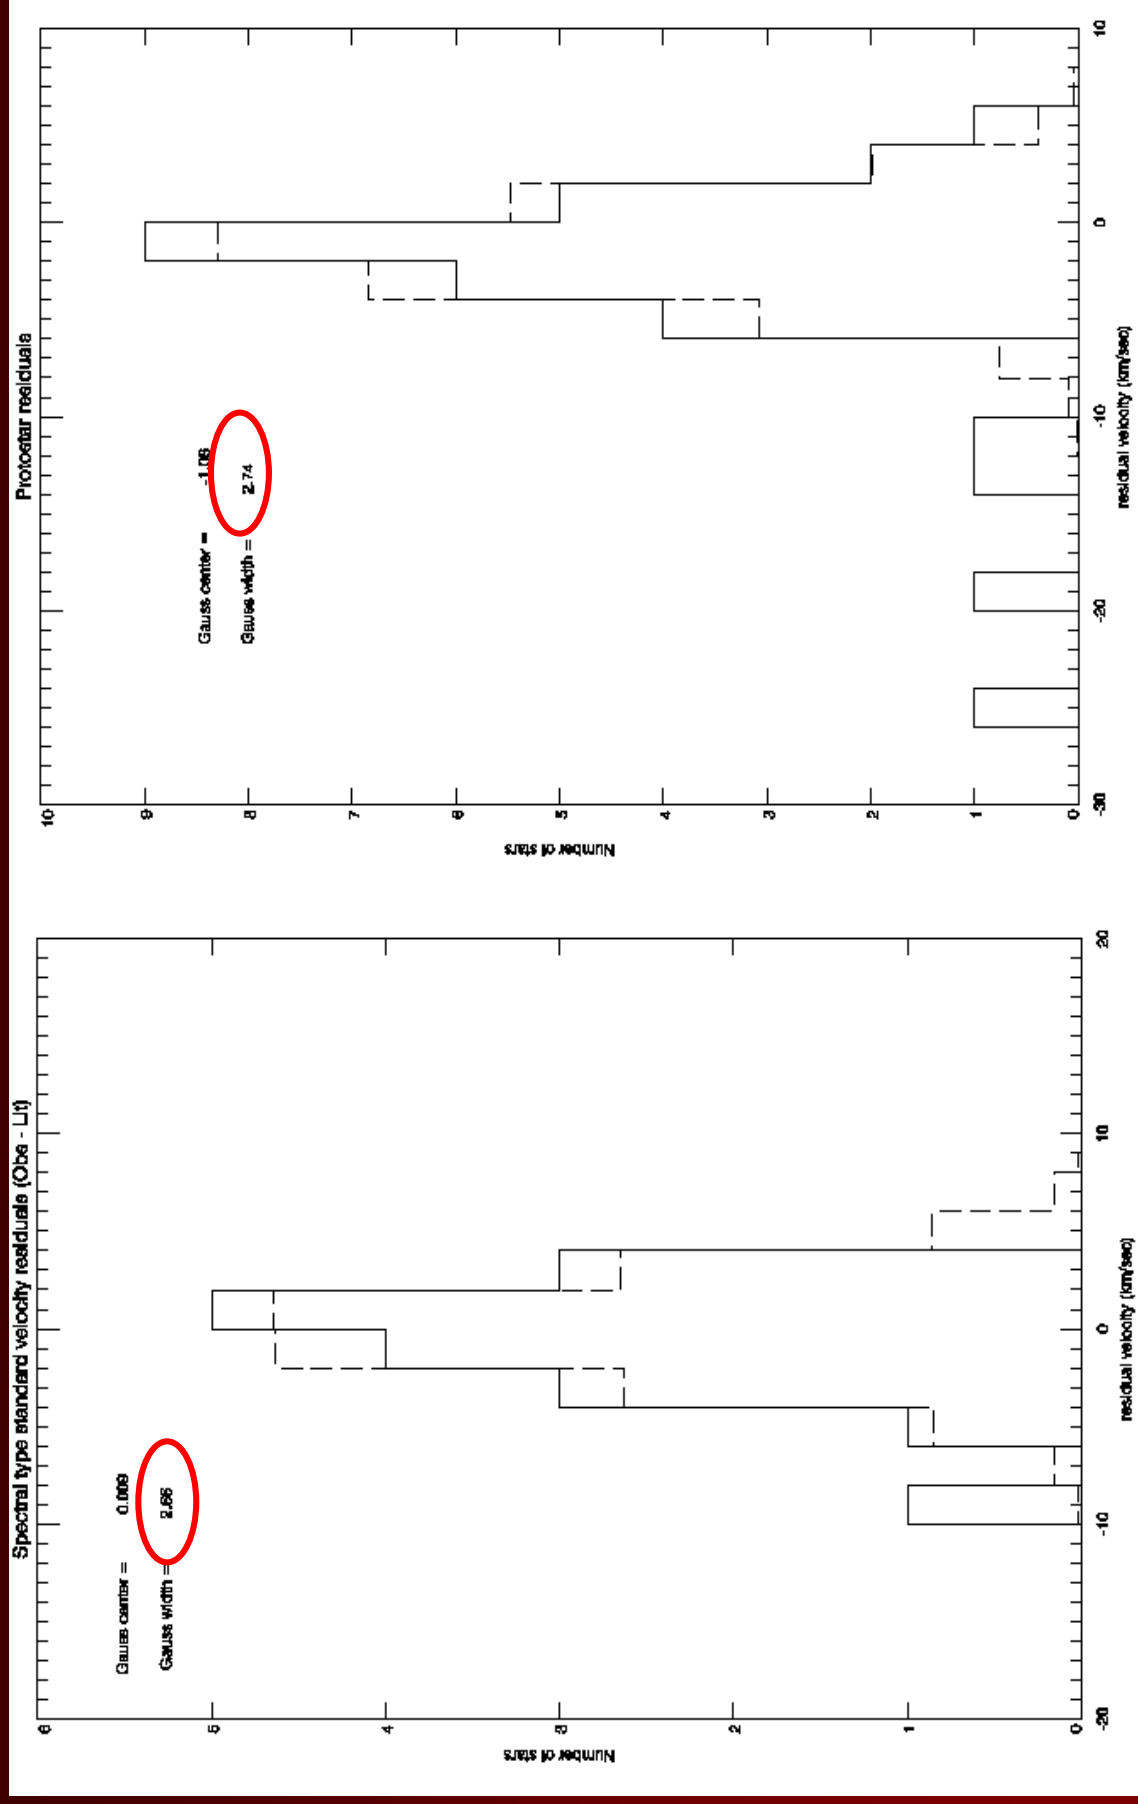 Spectral type standard velocity residuals (Obs - Lit)
6
5
4
3
2
1
0
Number of stars
Gauss center = 0.009
Gauss width = 2.66
-20 -10 0 10 20
residual velocity (km/sec)
Protostar residuals
10
9
8
7
6
5
4
3
2
1
0
Number of stars
Gauss center = -1.06
Gauss width = 2.74
-30 -20 -10 0 10
residual velocity (km/sec)